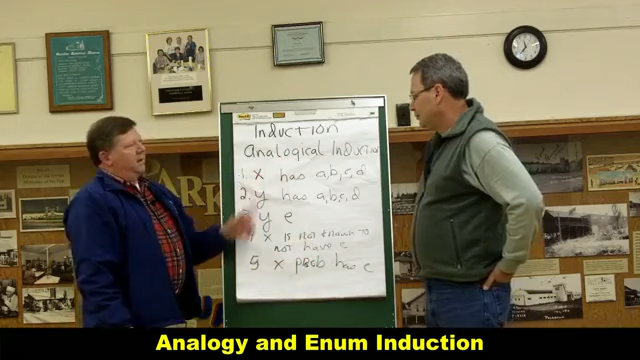 Induction
Analogical Induction
1. x has a,b,c,d
2. y has a,b,c,d
y e
x is not known to
not have e
5 x prob has e
PARK
Analogy and Enum Induction